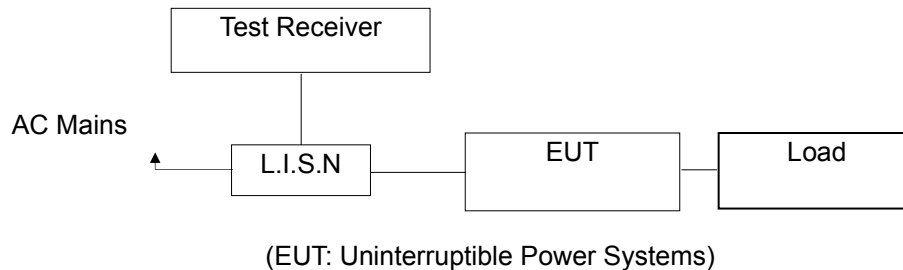 Test Receiver
AC Mains
L.I.S.N
EUT
Load
(EUT: Uninterruptible Power Systems)